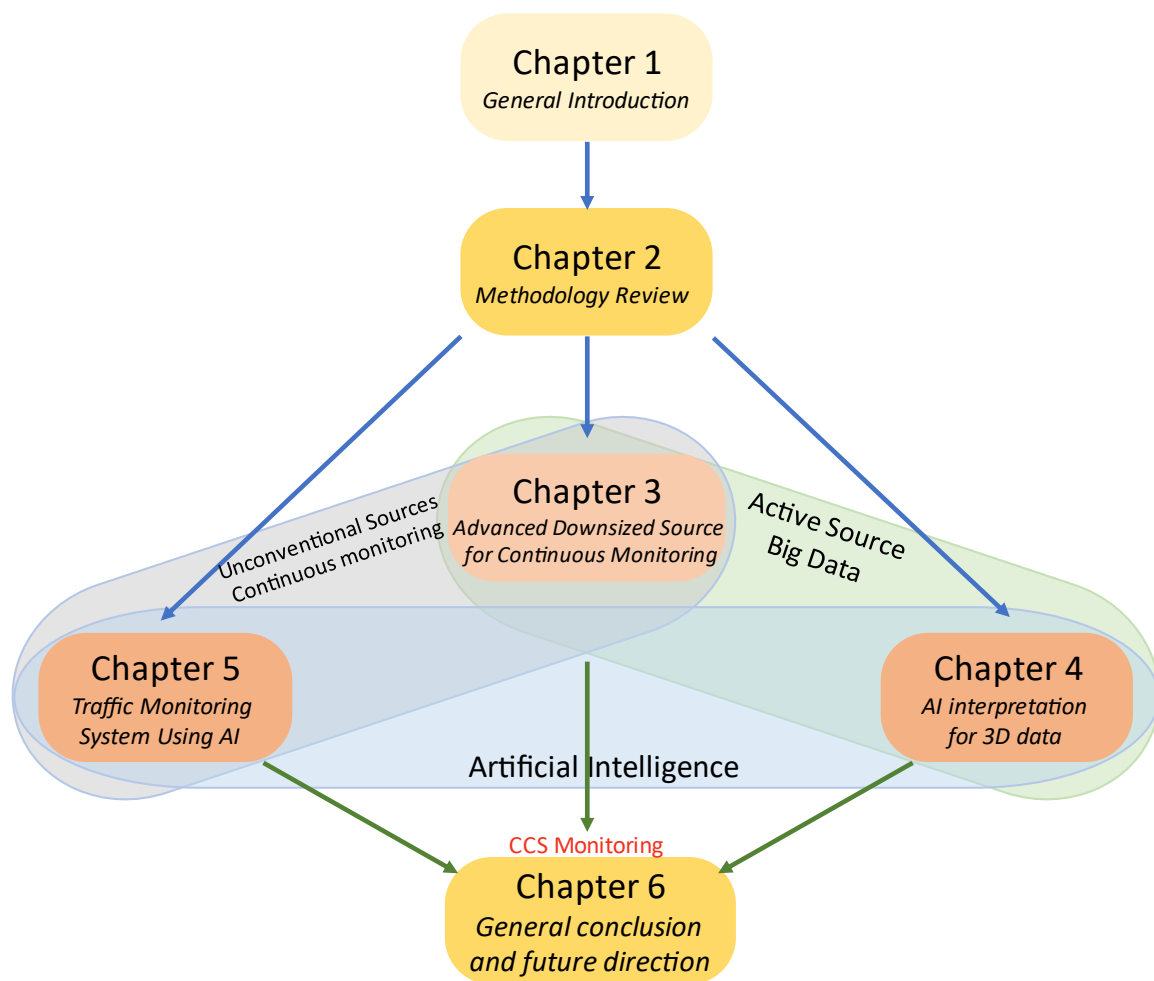 Chapter 1
General Introduction
Chapter 2
Methodology Review
Chapter 3
Advanced Downsized Source
for Continuous Monitoring
Unconventional Sources
Continuous monitoring
Active Source
Big Data
Chapter 5
Traffic Monitoring
System Using AI
Chapter 4
AI interpretation
for 3D data
Artificial Intelligence
CCS Monitoring
Chapter 6
General conclusion
and future direction